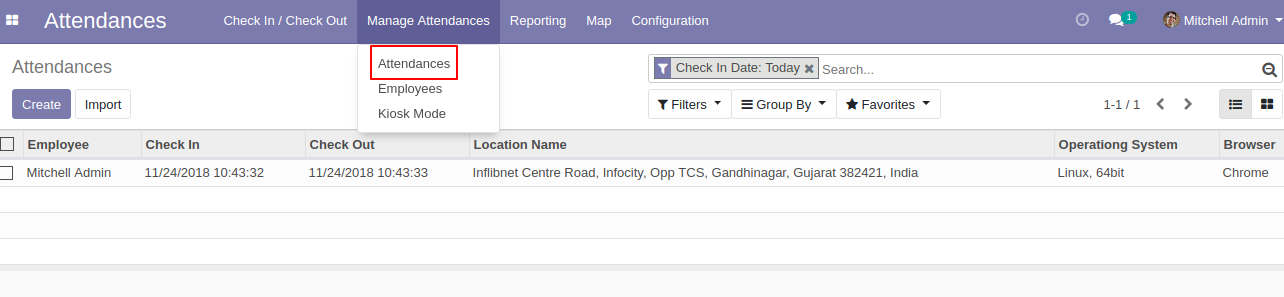 Attendances Check In / Check Out Manage Attendances Reporting Map Configuration 1 Mitchell Admin
Attendances
Employees
Kiosk Mode
Attendances
Check In Date: Today Search...
Create Import
Filters Group By Favorites 1-1 / 1
Employee Check In Check Out Location Name Operationg System Browser
Mitchell Admin 11/24/2018 10:43:32 11/24/2018 10:43:33 Inflibnet Centre Road, Infocity, Opp TCS, Gandhinagar, Gujarat 382421, India Linux, 64bit Chrome